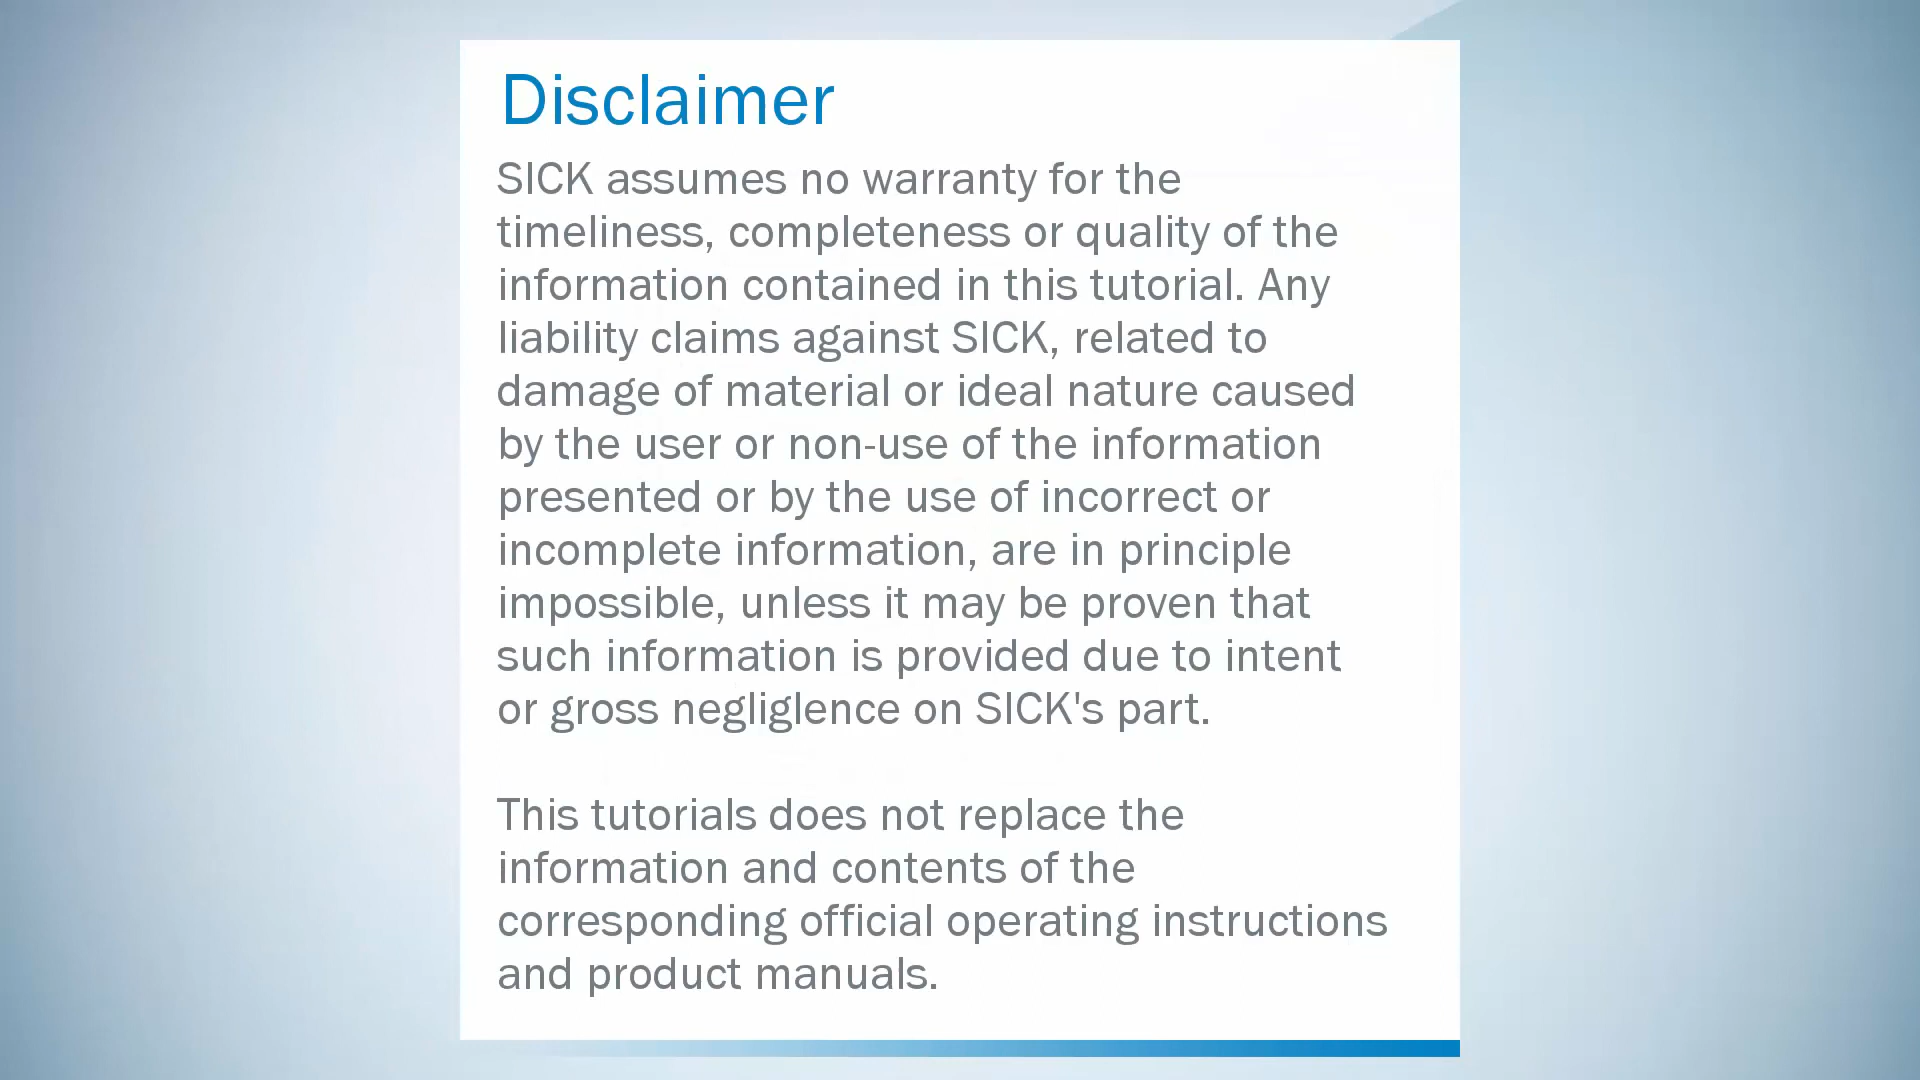 Disclaimer
SICK assumes no warranty for the
timeliness, completeness or quality of the
information contained in this tutorial. Any
liability claims against SICK, related to
damage of material or ideal nature caused
by the user or non-use of the information
presented or by the use of incorrect or
incomplete information, are in principle
impossible, unless it may be proven that
such information is provided due to intent
or gross negliglence on SICK's part.
This tutorials does not replace the
information and contents of the
corresponding official operating instructions
and product manuals.